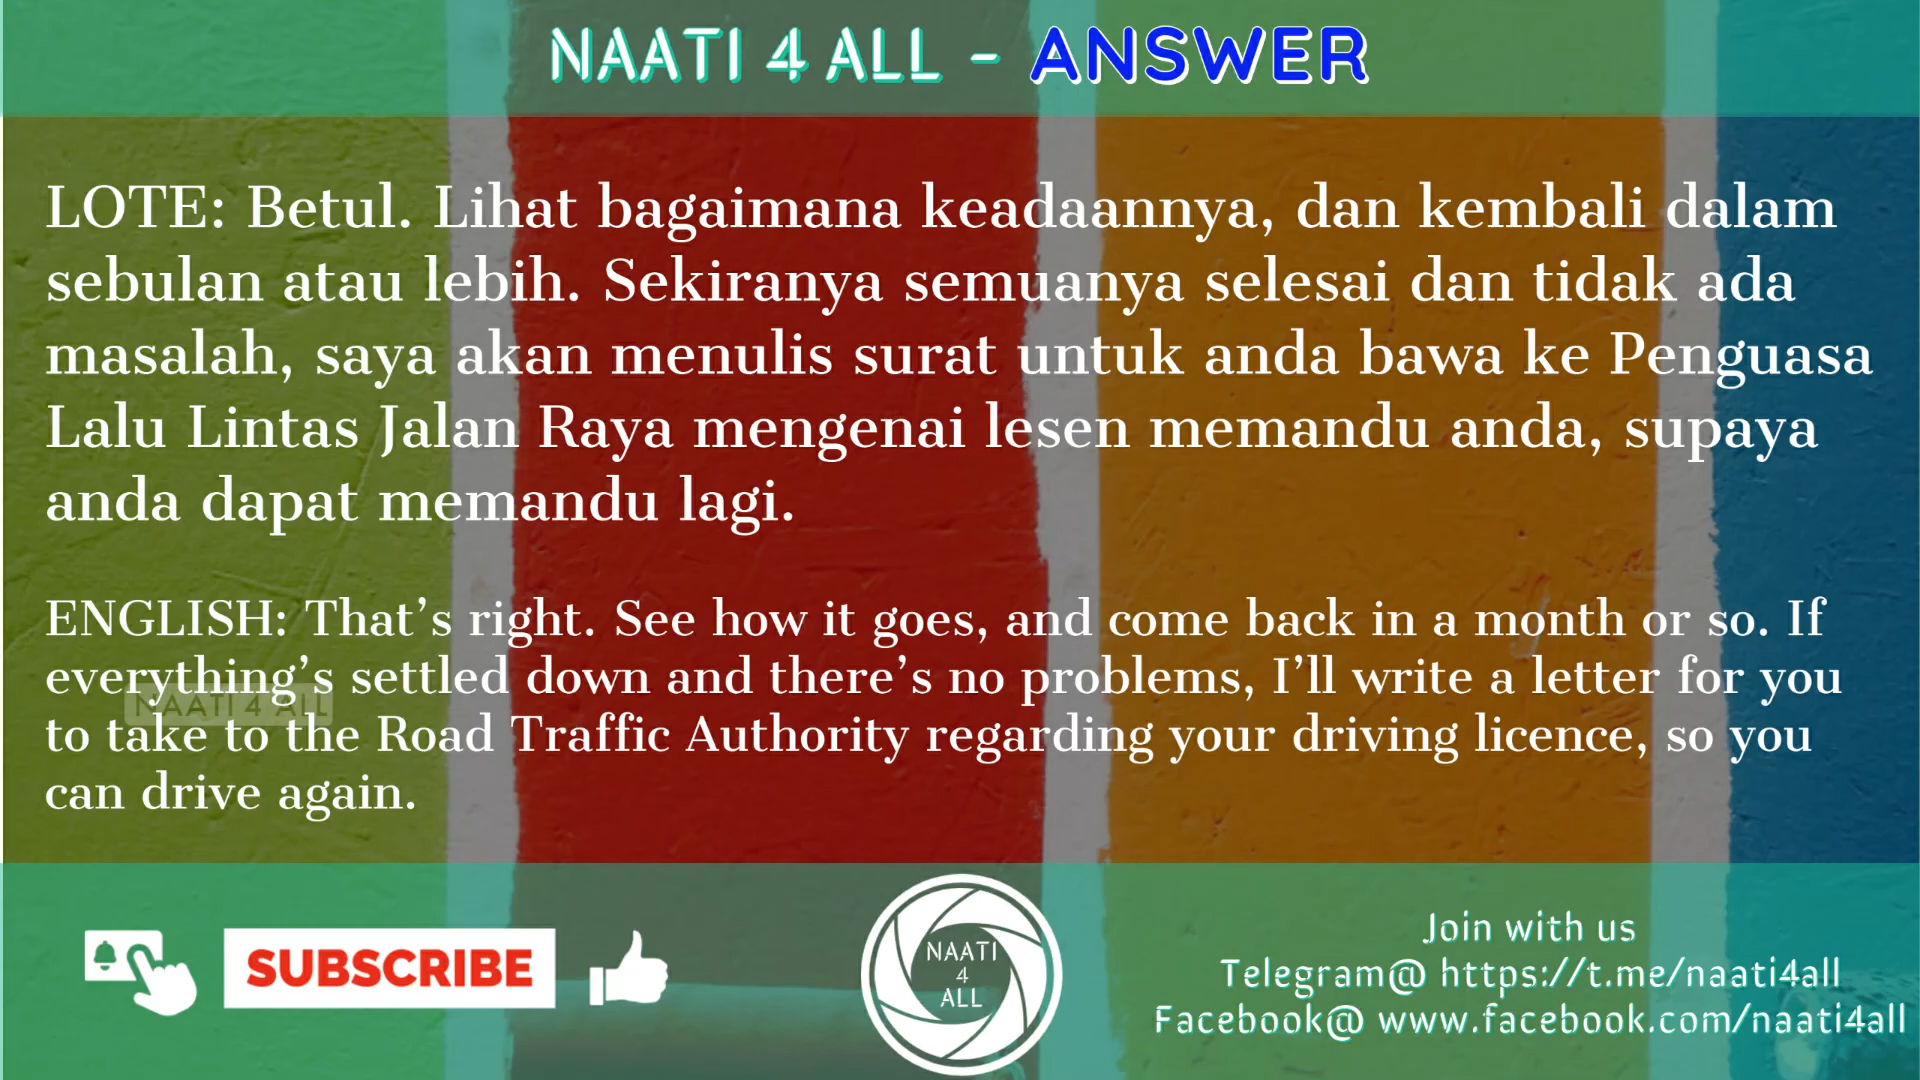 NAATI 4 ALL - ANSWER
LOTE: Betul. Lihat bagaimana keadaannya, dan kembali dalam
sebulan atau lebih. Sekiranya semuanya selesai dan tidak ada
masalah, saya akan menulis surat untuk anda bawa ke Penguasa
Lalu Lintas Jalan Raya mengenai lesen memandu anda, supaya
anda dapat memandu lagi.
ENGLISH: That’s right. See how it goes, and come back in a month or so. If
everything’s settled down and there’s no problems, I’ll write a letter for you
NAATI 4 ALL
to take to the Road Traffic Authority regarding your driving licence, so you
can drive again.
SUBSCRIBE
NAATI
4
ALL
Join with us
Telegram@ https://t.me/naati4all
Facebook@ www.facebook.com/naati4all